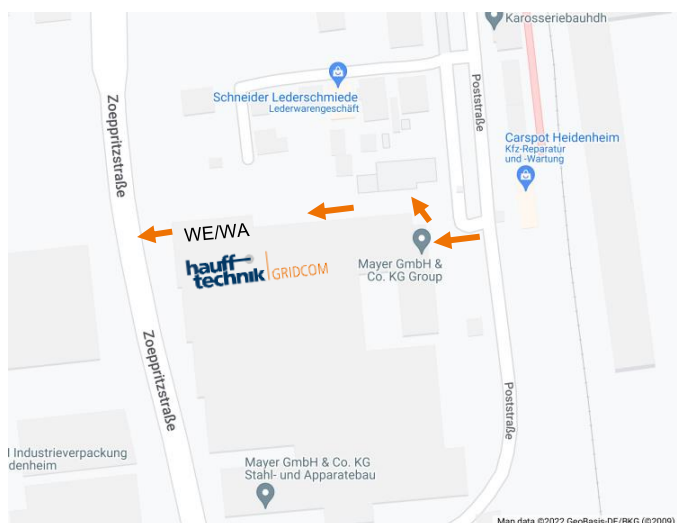 Karosseriebauhdh
Zoeppritzstraße
Schneider Lederschmiede
Lederwarengeschäft
Poststraße
Carspot Heidenheim
Kfz-Reparatur
und -Wartung
WE/WA
hauff
technik
GRIDCOM
Mayer GmbH &
Co. KG Group
Zoeppritzstraße
Poststraße
l Industrieverpackung
denheim
Mayer GmbH & Co. KG
Stahl- und Apparatebau
Map data ©2022 GeoBasis-DE/BKG (©2009)